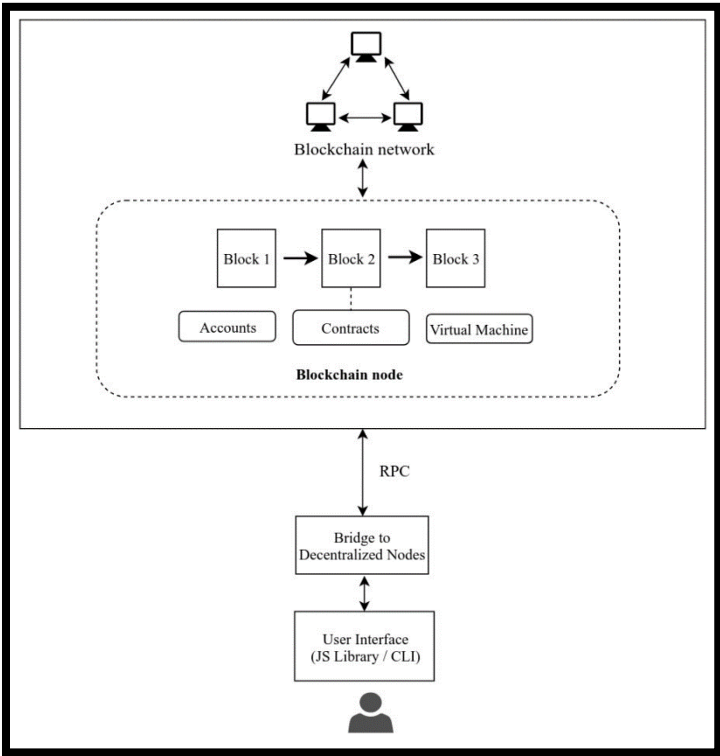 Blockchain network
Block 1
Block 2
Block 3
Accounts
Contracts
Virtual Machine
Blockchain node
RPC
Bridge to
Decentralized Nodes
User Interface
(JS Library / CLI)